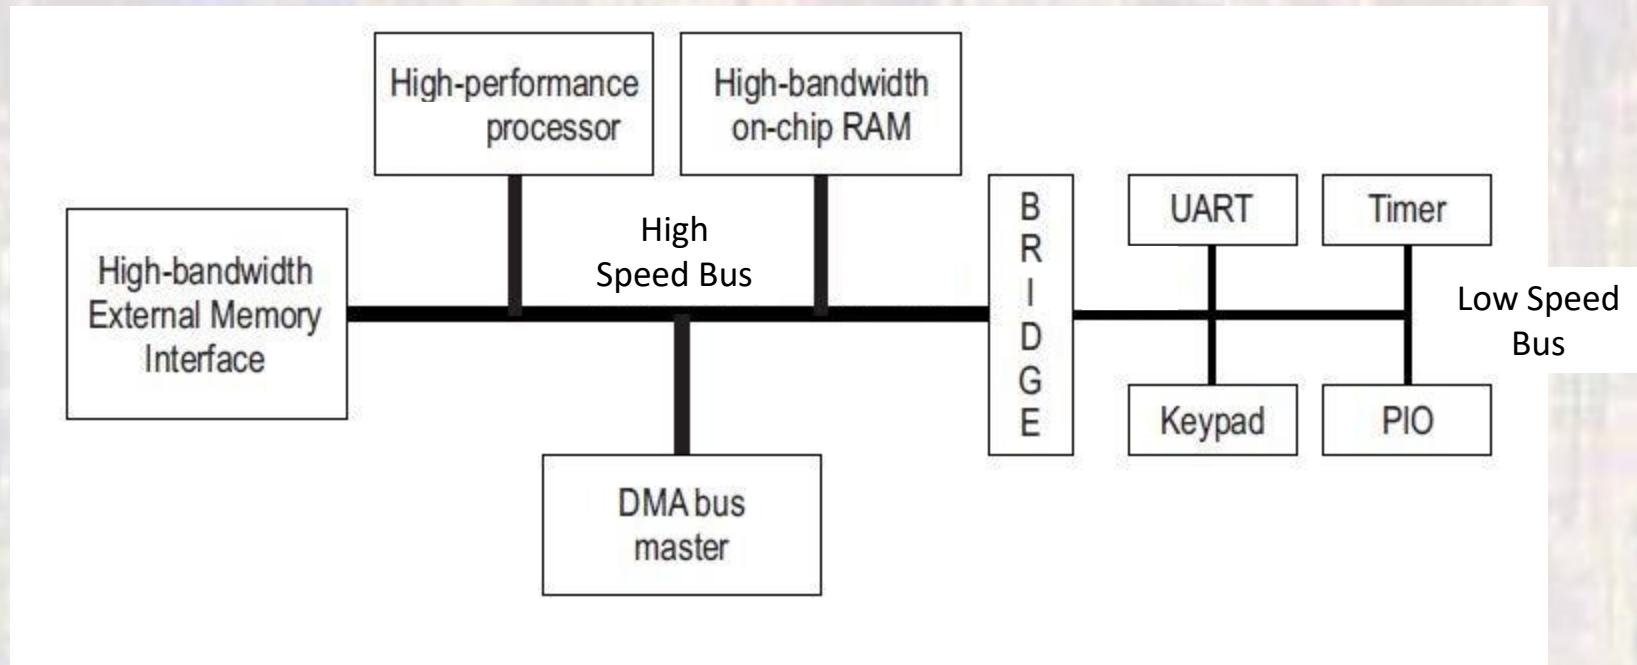 High-performance
processor
High-bandwidth
on-chip RAM
High
Speed Bus
High-bandwidth
External Memory
Interface
DMA bus
master
B
R
I
D
G
E
UART
Timer
Low Speed
Bus
Keypad
PIO